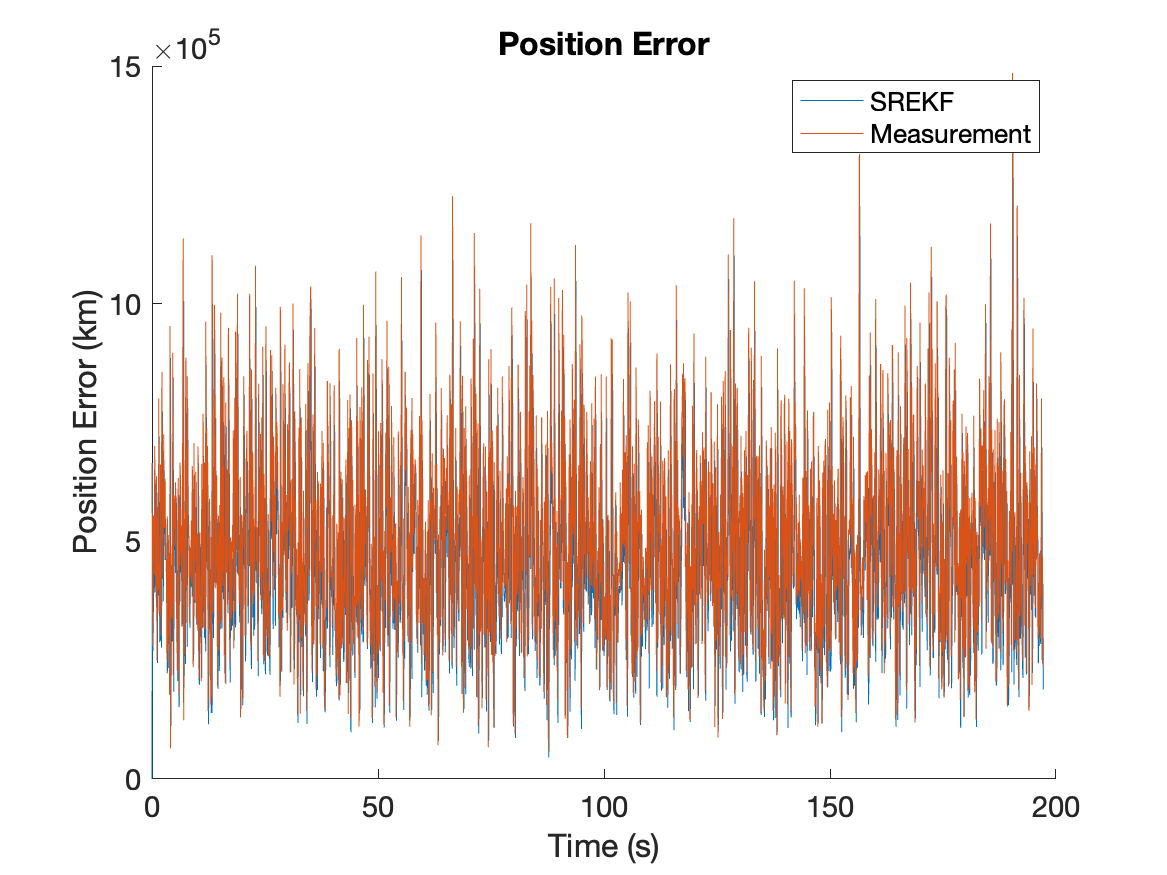 Position Error
×10^5
15
10
5
0
Position Error (km)
SREKF
Measurement
0 50 100 150 200
Time (s)